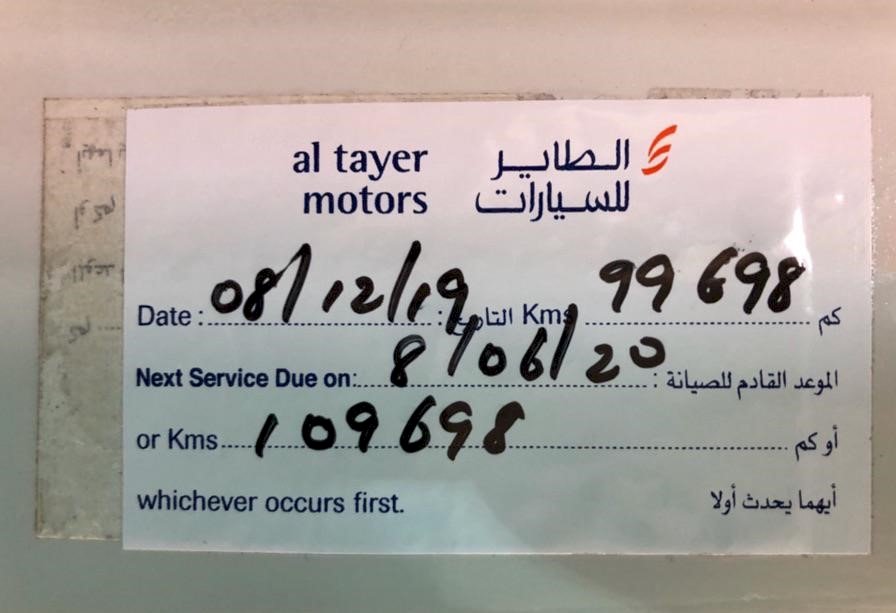 al tayer الطاير
motors للسيارات
Date: 08/12/19 التاريخ: Kms 99698 كم
Next Service Due on: 8/06/20 الموعد القادم للصيانة:
or Kms 109698 أو كم
whichever occurs first. أيهما يحدث أولا